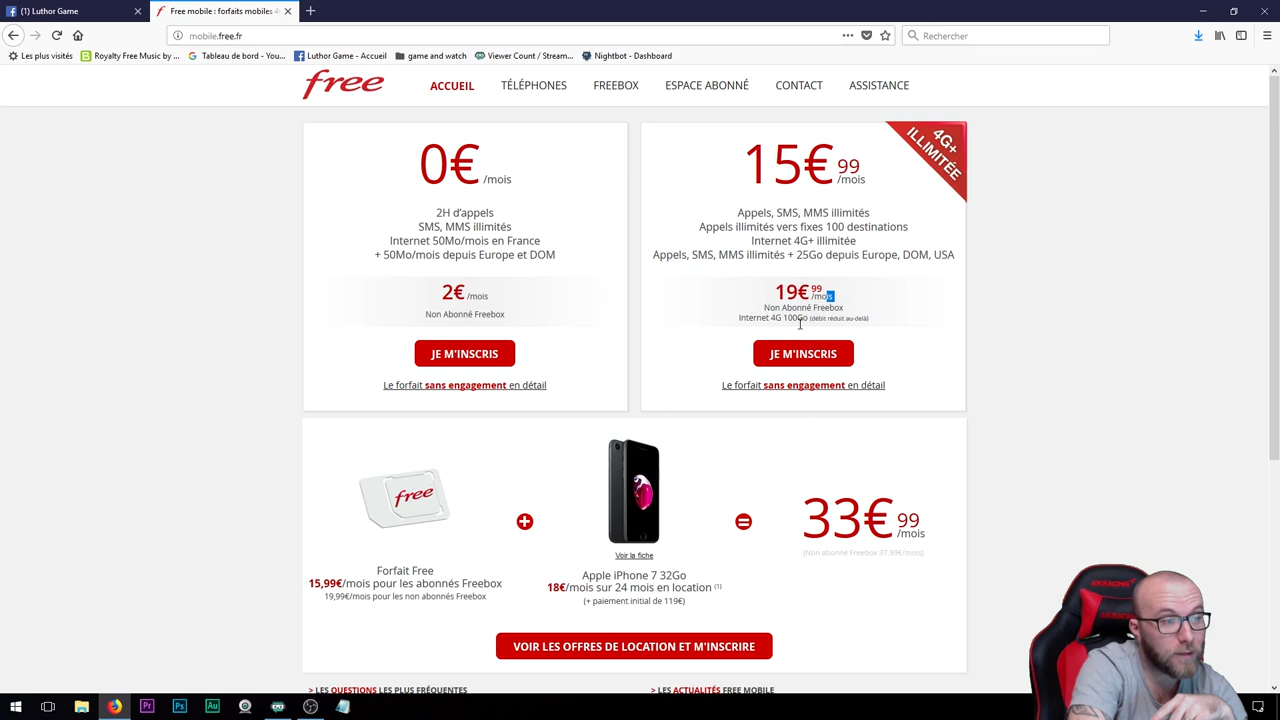 (1) Luthor Game
Free mobile : forfaits mobiles 4
mobile.free.fr
Rechercher
Les plus visités
Royalty Free Music by ...
Tableau de bord - You...
Luthor Game - Accueil
game and watch
Viewer Count / Stream...
Nightbot - Dashboard
free
ACCUEIL
TÉLÉPHONES
FREEBOX
ESPACE ABONNÉ
CONTACT
ASSISTANCE
0€ /mois
2H d'appels
SMS, MMS illimités
Internet 50Mo/mois en France
+ 50Mo/mois depuis Europe et DOM
2€ /mois
Non Abonné Freebox
JE M'INSCRIS
Le forfait sans engagement en détail
4G+
ILLIMITÉE
15€99 /mois
Appels, SMS, MMS illimités
Appels illimités vers fixes 100 destinations
Internet 4G+ illimitée
Appels, SMS, MMS illimités + 25Go depuis Europe, DOM, USA
19€99 /mois
Non Abonné Freebox
Internet 4G 100Go (débit réduit au-delà)
JE M'INSCRIS
Le forfait sans engagement en détail
free
Forfait Free
15,99€/mois pour les abonnés Freebox
19,99€/mois pour les non abonnés Freebox
Voir la fiche
Apple iPhone 7 32Go
18€/mois sur 24 mois en location (1)
(+ paiement initial de 119€)
33€99 /mois
(Non abonné Freebox 37,99€/mois)
VOIR LES OFFRES DE LOCATION ET M'INSCRIRE
> LES QUESTIONS LES PLUS FRÉQUENTES
> LES ACTUALITÉS FREE MOBILE
AKRACING
Pr
Ps
Au